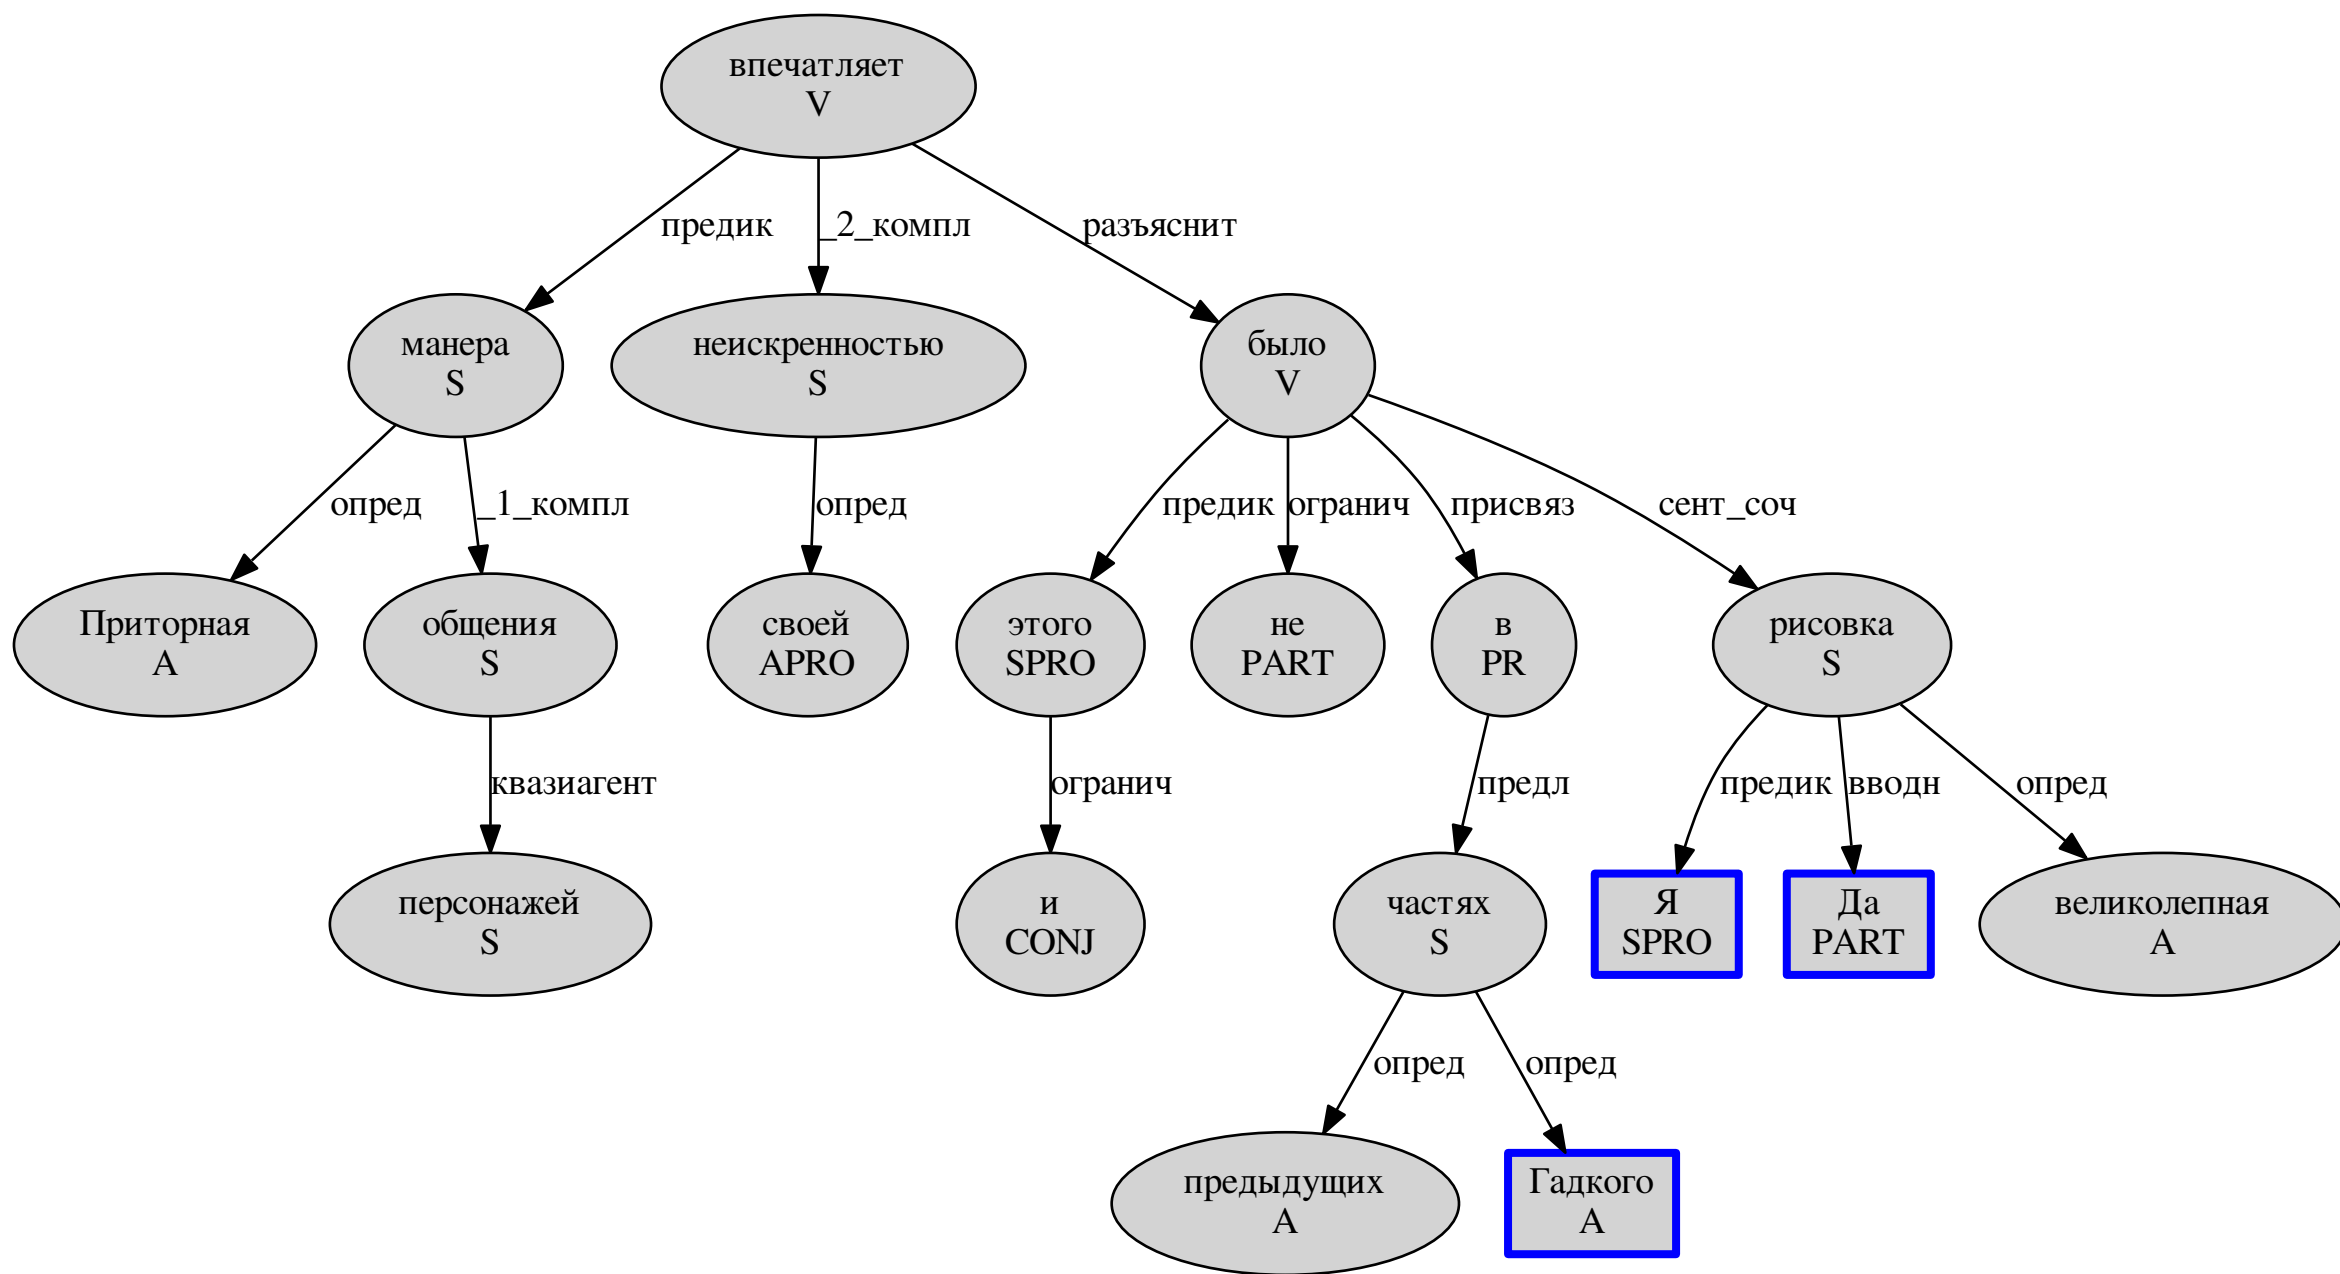 впечатляет
V
предик
_2_компл
разъяснит
манера
S
неискренностью
S
было
V
опред
_1_компл
опред
предик
огранич
присвяз
сент_соч
Приторная
A
общения
S
своей
APRO
этого
SPRO
не
PART
в
PR
рисовка
S
квазиагент
огранич
предл
предик
вводн
опред
персонажей
S
и
CONJ
частях
S
Я
SPRO
Да
PART
великолепная
A
опред
опред
предыдущих
A
Гадкого
A